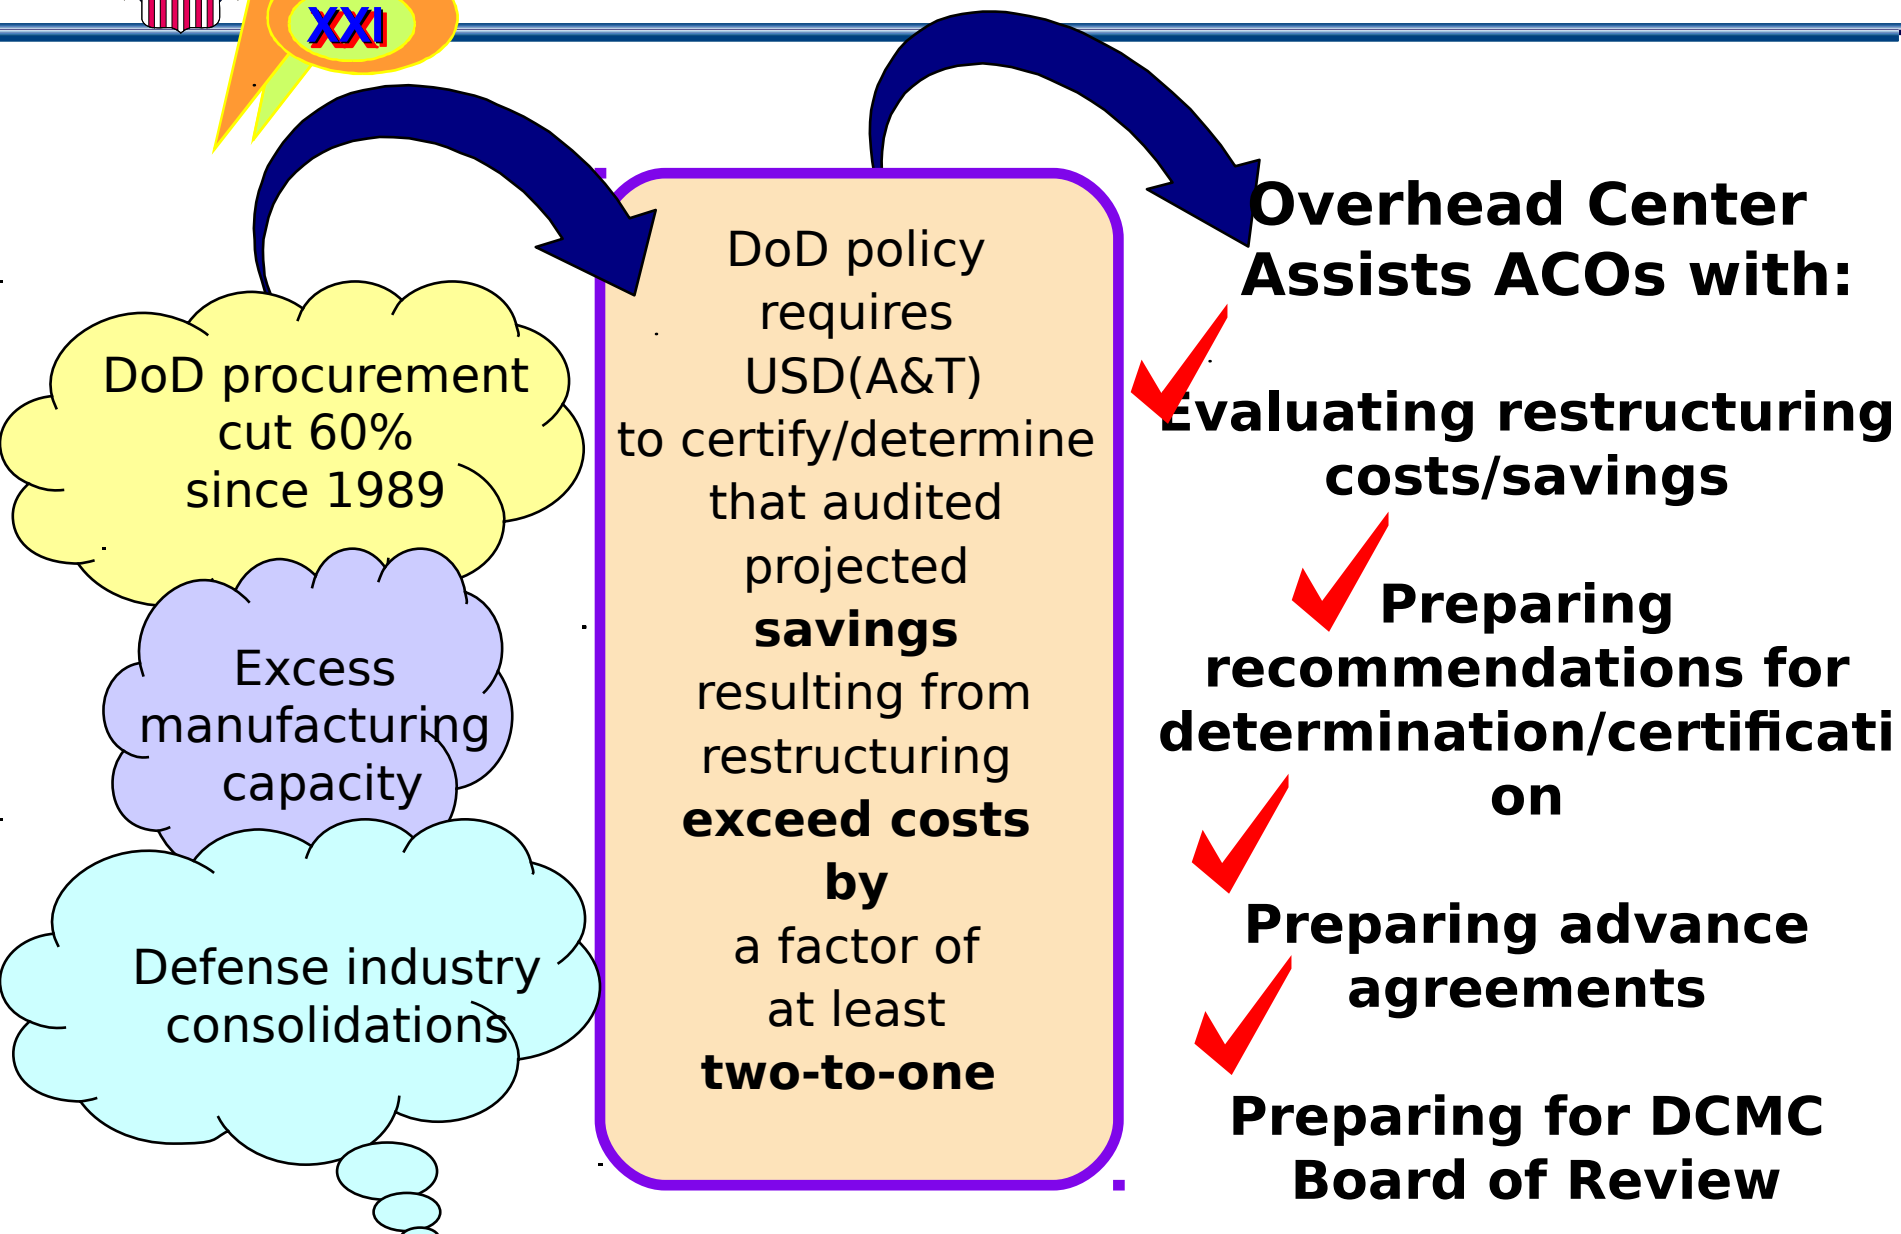 XXI
DoD procurement
cut 60%
since 1989
Excess
manufacturing
capacity
Defense industry
consolidations
DoD policy
requires
USD(A&T)
to certify/determine
that audited
projected
savings
resulting from
restructuring
exceed costs
by
a factor of
at least
two-to-one
Overhead Center
Assists ACOs with:
Evaluating restructuring
costs/savings
Preparing
recommendations for
determination/certificati
on
Preparing advance
agreements
Preparing for DCMC
Board of Review